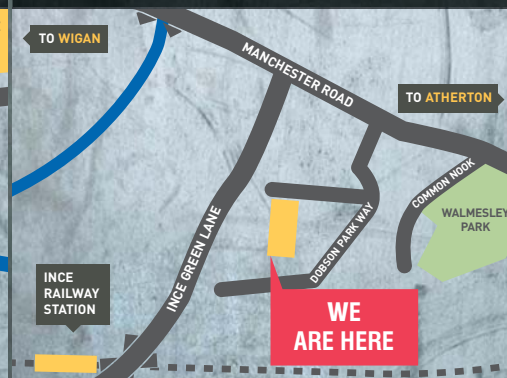 TO WIGAN
MANCHESTER ROAD
TO ATHERTON
COMMON NOOK
WALMESLEY
PARK
INCE GREEN LANE
DOBSON PARK WAY
INCE
RAILWAY
STATION
WE
ARE HERE